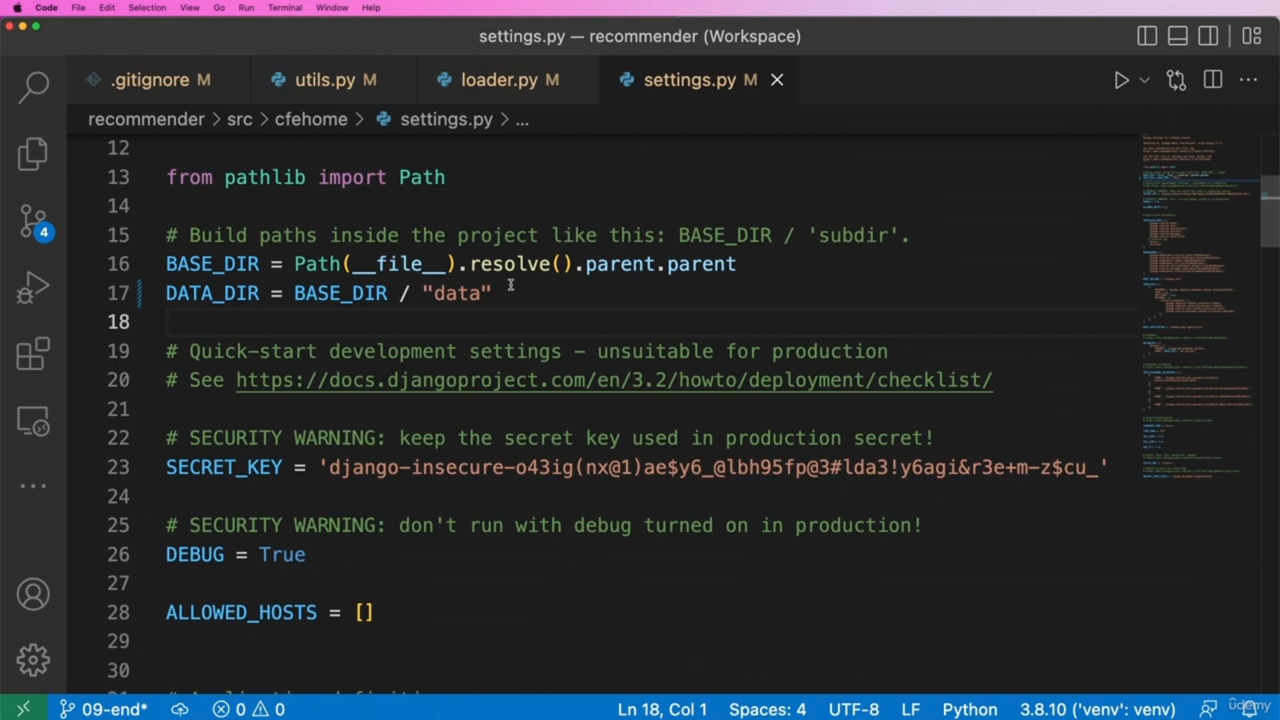 Code File Edit Selection View Go Run Terminal Window Help
settings.py — recommender (Workspace)
.gitignore M utils.py M loader.py M settings.py M
recommender > src > cfehome > settings.py > ...
12
13 from pathlib import Path
14
15 # Build paths inside the project like this: BASE_DIR / 'subdir'.
16 BASE_DIR = Path(__file__).resolve().parent.parent
17 DATA_DIR = BASE_DIR / "data"
18
19 # Quick-start development settings - unsuitable for production
20 # See https://docs.djangoproject.com/en/3.2/howto/deployment/checklist/
21
22 # SECURITY WARNING: keep the secret key used in production secret!
23 SECRET_KEY = 'django-insecure-o43ig(nx@1)ae$y6_@lbh95fp@3#lda3!y6agi&r3e+m-z$cu_'
24
25 # SECURITY WARNING: don't run with debug turned on in production!
26 DEBUG = True
27
28 ALLOWED_HOSTS = []
29
30
4
09-end* 0 0 Ln 18, Col 1 Spaces: 4 UTF-8 LF Python 3.8.10 ('venv': venv)
udemy